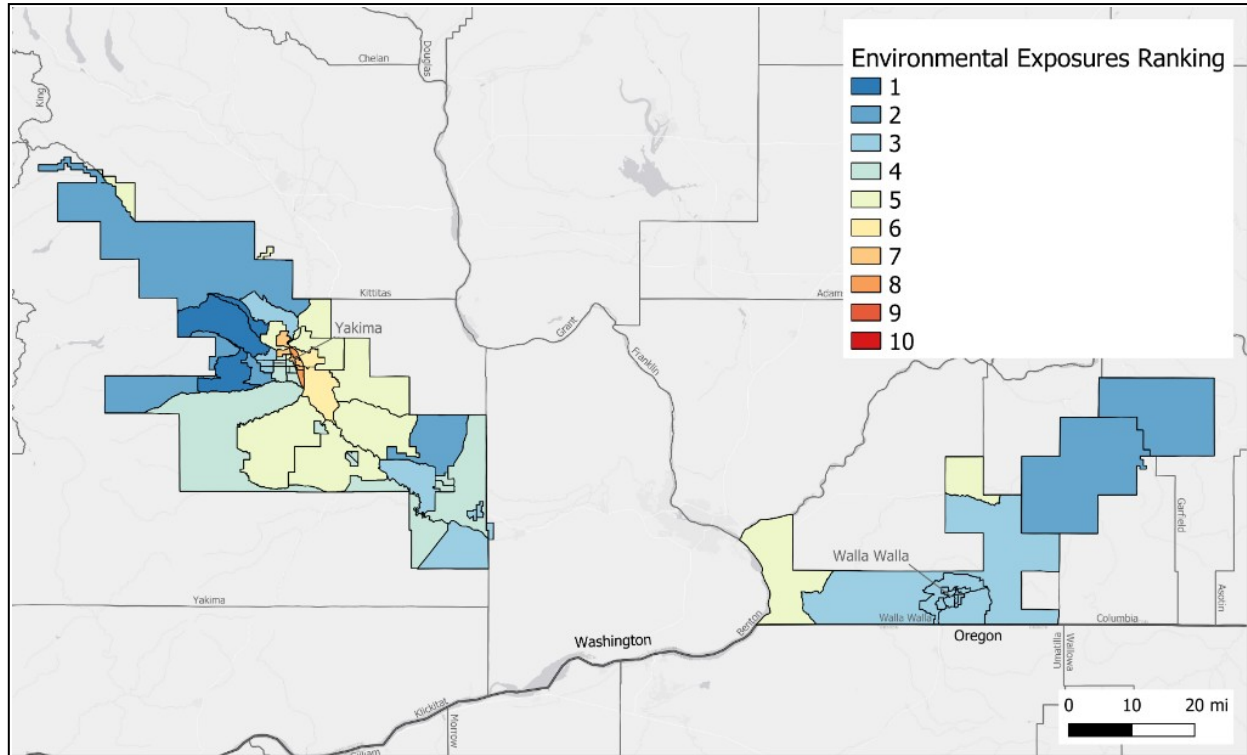 Environmental Exposures Ranking
1
2
3
4
5
6
7
8
9
10
Chelan
Douglas
King
Kittitas
Yakima
Grant
Franklin
Walla Walla
Garfield
Asotin
Yakima
Benton
Walla Walla
Columbia
Washington
Oregon
Umatilla
Wallowa
Klickitat
Morrow
0 10 20 mi